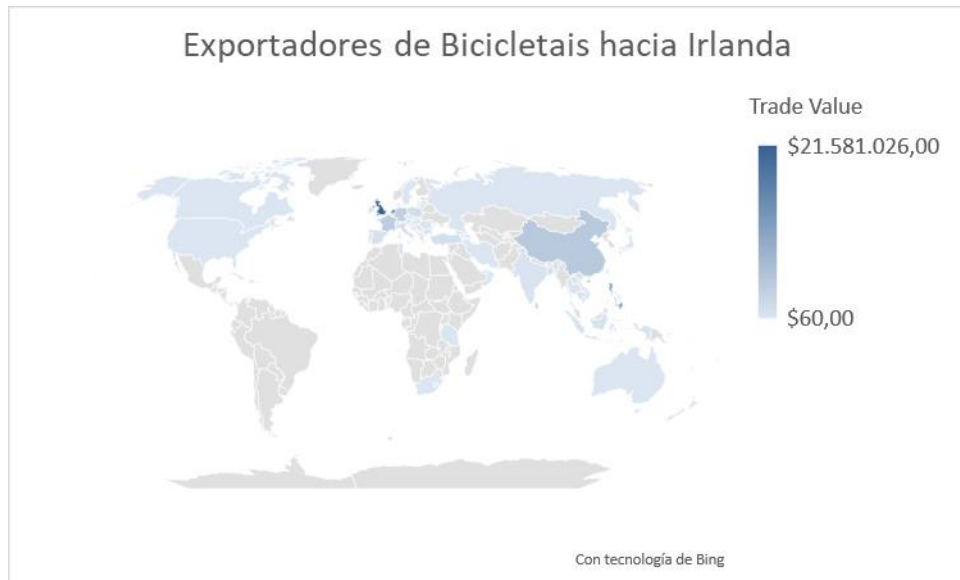 Exportadores de Bicicletais hacia Irlanda
Trade Value
$21.581.026,00
$60,00
Con tecnología de Bing